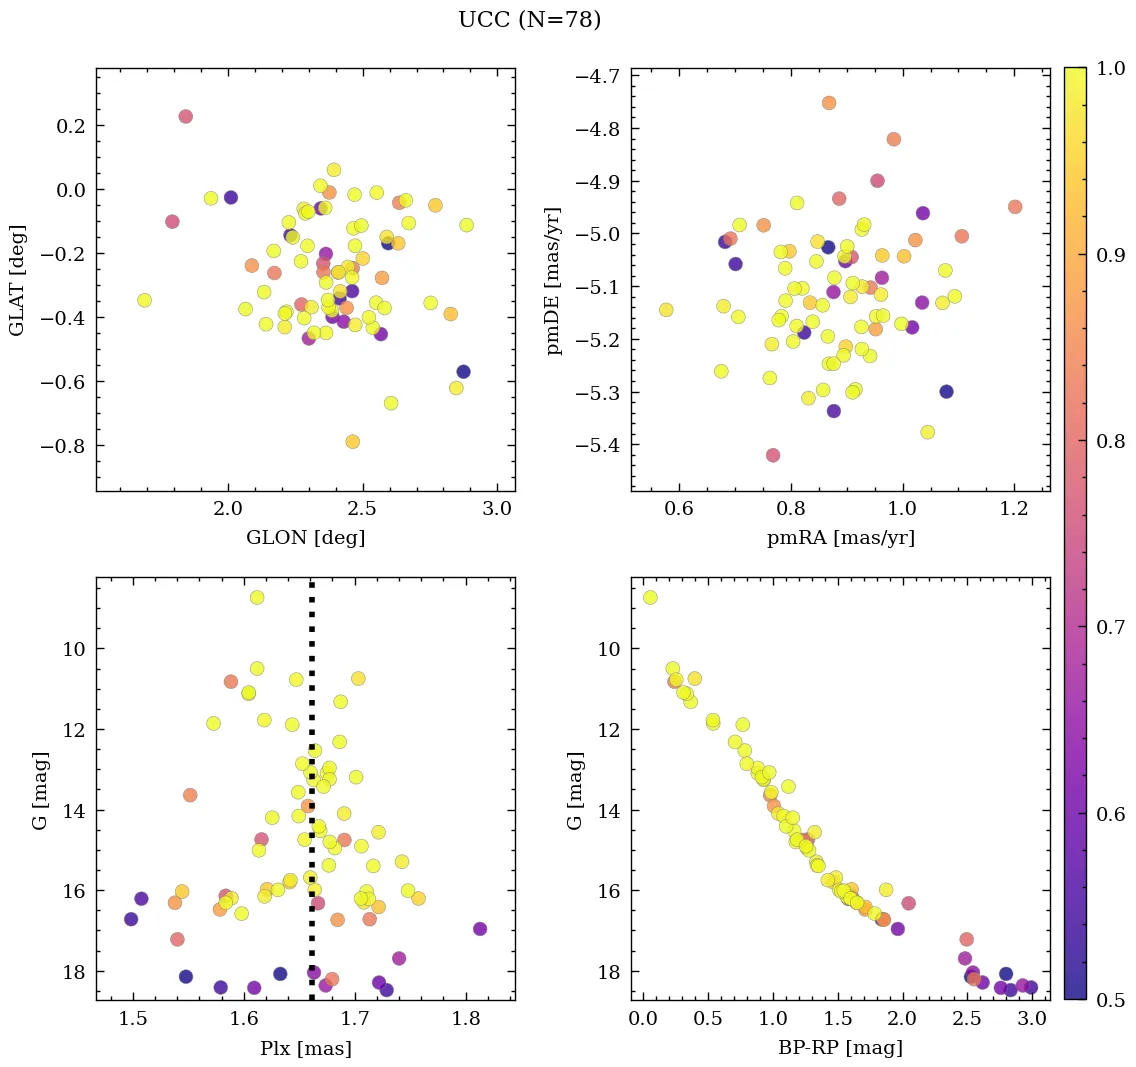 UCC (N=78)
0.2
0.0
−0.2
−0.4
−0.6
−0.8
GLAT [deg]
2.0 2.5 3.0
GLON [deg]
−4.7
−4.8
−4.9
−5.0
−5.1
−5.2
−5.3
−5.4
pmDE [mas/yr]
0.6 0.8 1.0 1.2
pmRA [mas/yr]
10
12
14
16
18
G [mag]
1.5 1.6 1.7 1.8
Plx [mas]
10
12
14
16
18
G [mag]
0.0 0.5 1.0 1.5 2.0 2.5 3.0
BP-RP [mag]
1.0
0.9
0.8
0.7
0.6
0.5